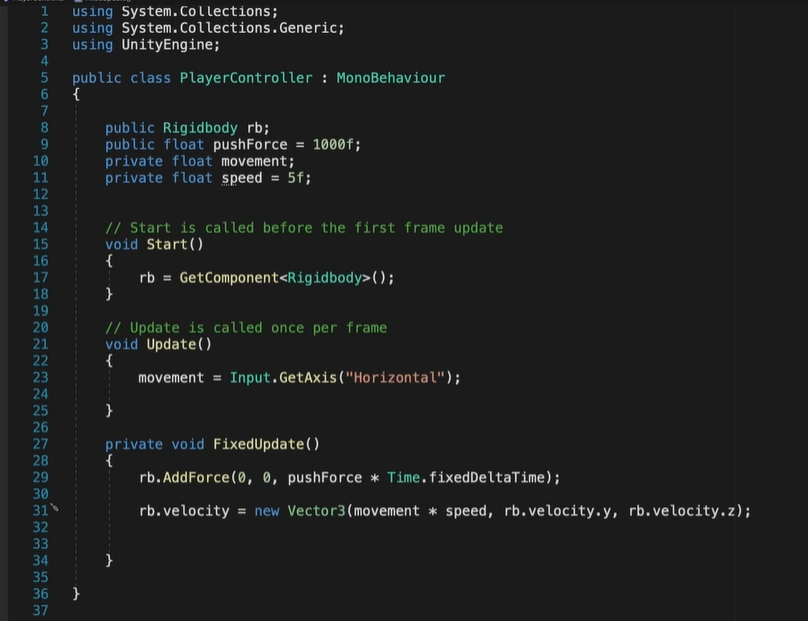 1 using System.Collections;
2 using System.Collections.Generic;
3 using UnityEngine;
4
5 public class PlayerController : MonoBehaviour
6 {
7
8 public Rigidbody rb;
9 public float pushForce = 1000f;
10 private float movement;
11 private float speed = 5f;
12
13
14 // Start is called before the first frame update
15 void Start()
16 {
17 rb = GetComponent<Rigidbody>();
18 }
19
20 // Update is called once per frame
21 void Update()
22 {
23 movement = Input.GetAxis("Horizontal");
24
25 }
26
27 private void FixedUpdate()
28 {
29 rb.AddForce(0, 0, pushForce * Time.fixedDeltaTime);
30
31 rb.velocity = new Vector3(movement * speed, rb.velocity.y, rb.velocity.z);
32
33
34 }
35
36 }
37